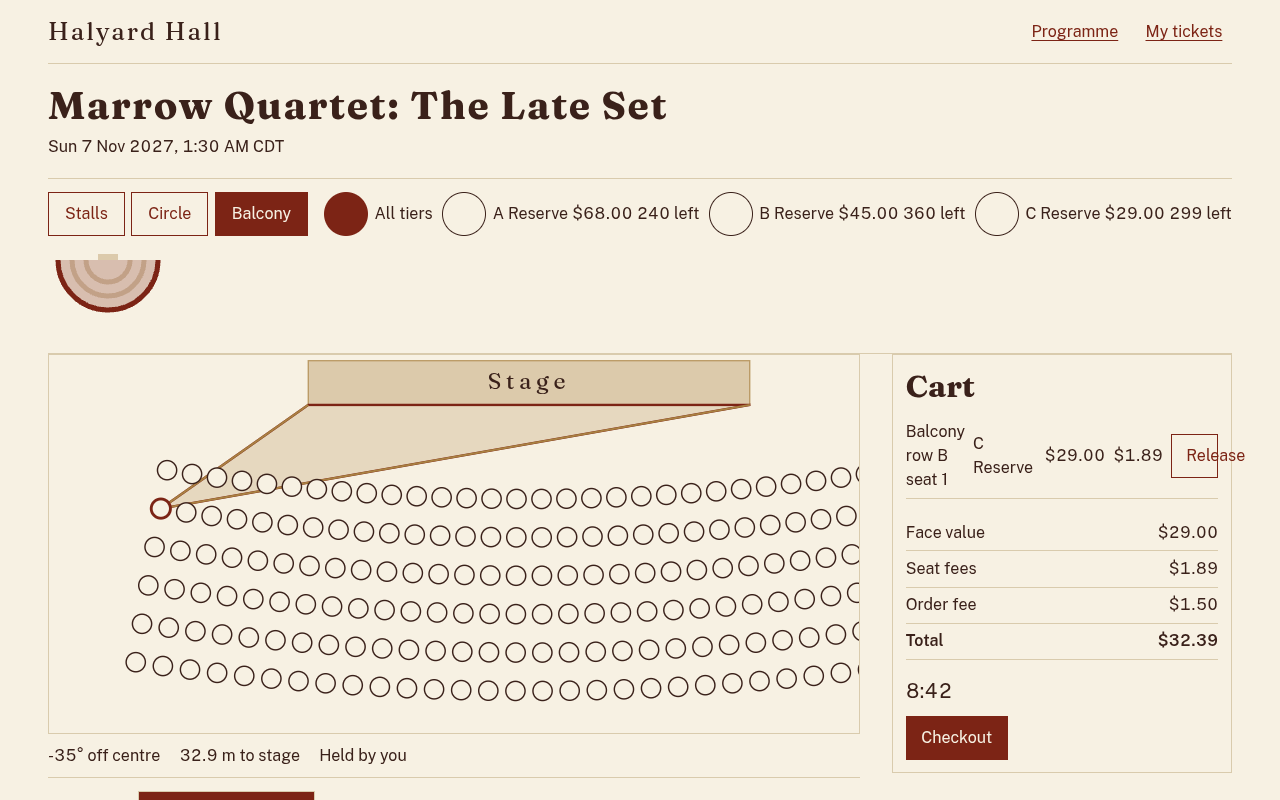 Halyard Hall
Programme
My tickets
Marrow Quartet: The Late Set
Sun 7 Nov 2027, 1:30 AM CDT
Stalls
Circle
Balcony
All tiers
A Reserve $68.00 240 left
B Reserve $45.00 360 left
C Reserve $29.00 299 left
Stage
-35° off centre
32.9 m to stage
Held by you
Cart
Balcony
row B
seat 1
C
Reserve
$29.00
$1.89
Release
Face value
$29.00
Seat fees
$1.89
Order fee
$1.50
Total
$32.39
8:42
Checkout